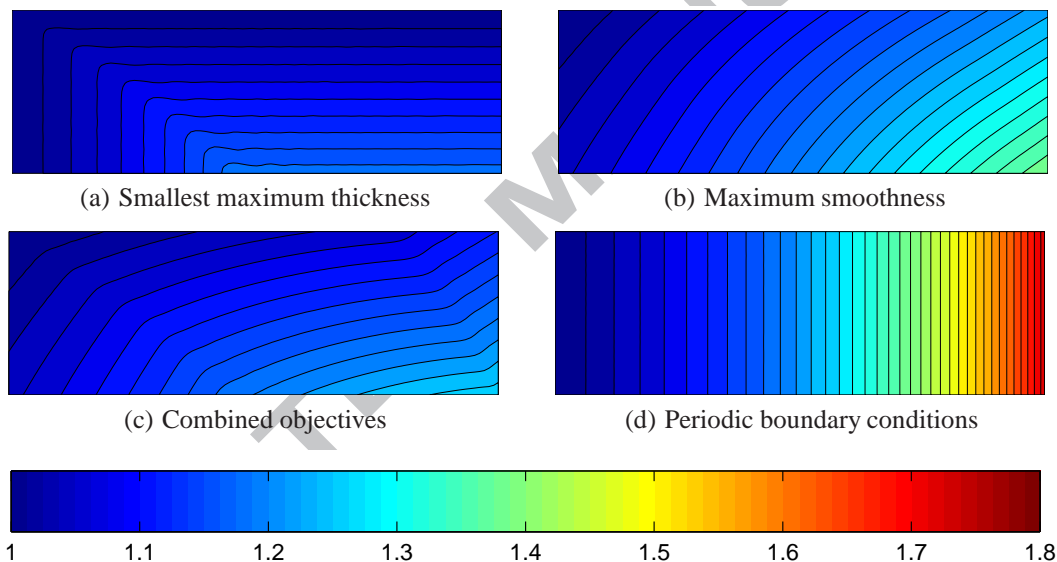 (a) Smallest maximum thickness
(b) Maximum smoothness
(c) Combined objectives
(d) Periodic boundary conditions
1 1.1 1.2 1.3 1.4 1.5 1.6 1.7 1.8